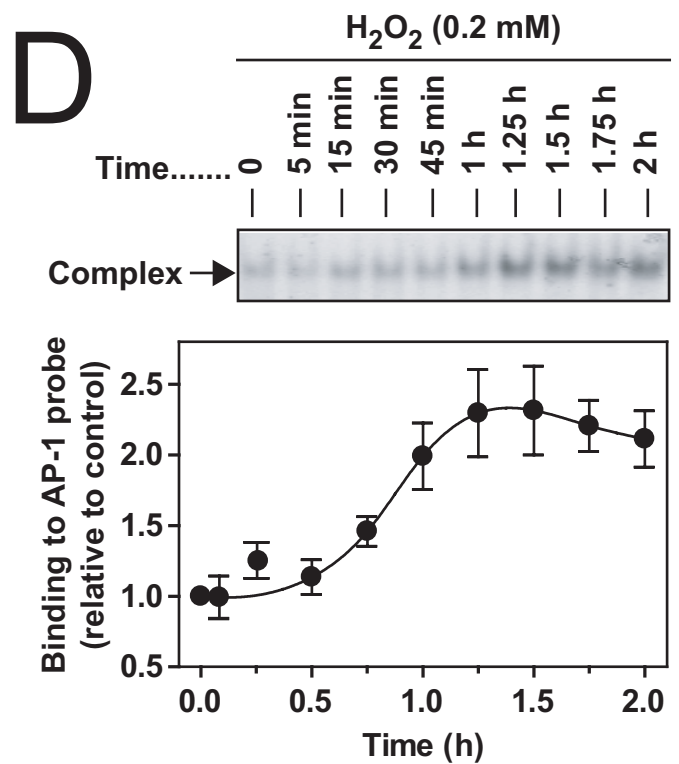 D
H₂O₂ (0.2 mM)
Time....... 0 5 min 15 min 30 min 45 min 1 h 1.25 h 1.5 h 1.75 h 2 h
Complex
Binding to AP-1 probe
(relative to control)
2.5
2.0
1.5
1.0
0.5
0.0 0.5 1.0 1.5 2.0
Time (h)